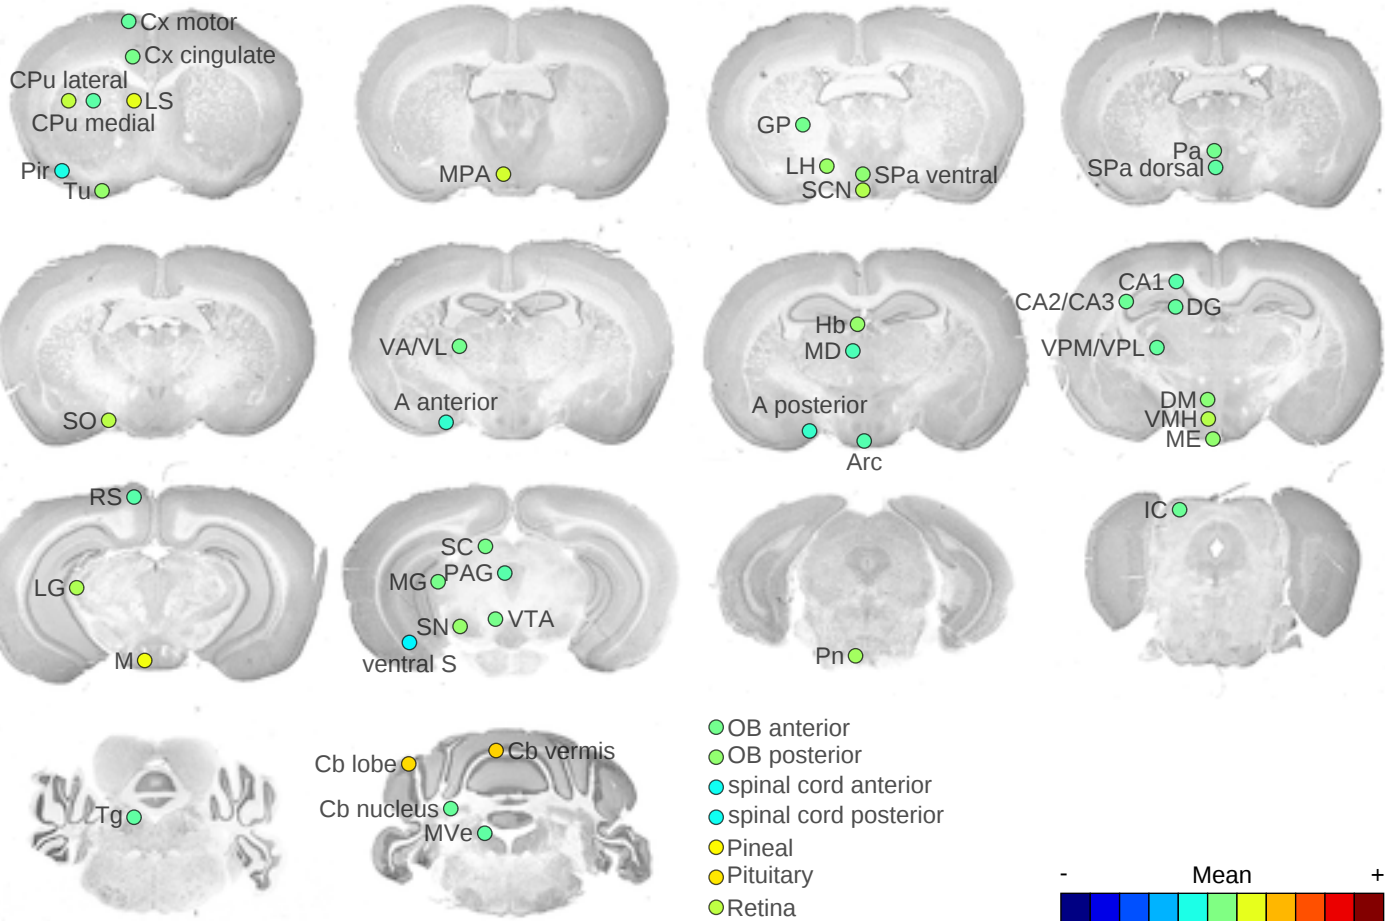 Cx motor
Cx cingulate
CPu lateral
LS
CPu medial
Pir
Tu
MPA
GP
LH
SPa ventral
SCN
Pa
SPa dorsal
SO
VA/VL
A anterior
Hb
MD
A posterior
Arc
CA1
CA2/CA3
DG
VPM/VPL
DM
VMH
ME
RS
LG
M
SC
MG
PAG
SN
VTA
ventral S
Pn
IC
Tg
Cb lobe
Cb vermis
Cb nucleus
MVe
OB anterior
OB posterior
spinal cord anterior
spinal cord posterior
Pineal
Pituitary
Retina
- Mean +